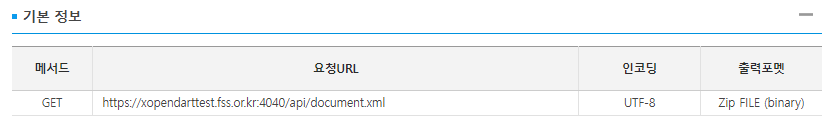 기본 정보
메서드 요청URL 인코딩 출력포멧
GET https://xopendarttest.fss.or.kr:4040/api/document.xml UTF-8 Zip FILE (binary)